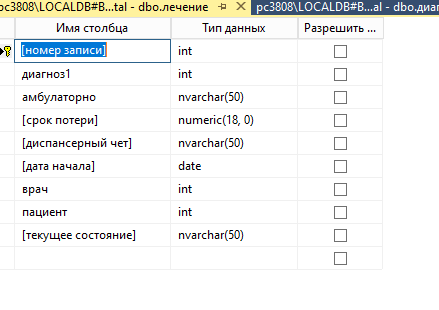 pc3808\LOCALDB#B...tal - dbo.лечение pc3808\LOCALDB#B...al - dbo.диаг
Имя столбца Тип данных Разрешить ...
[номер записи] int
диагноз1 int
амбулаторно nvarchar(50)
[срок потери] numeric(18, 0)
[диспансерный чет] nvarchar(50)
[дата начала] date
врач int
пациент int
[текущее состояние] nvarchar(50)